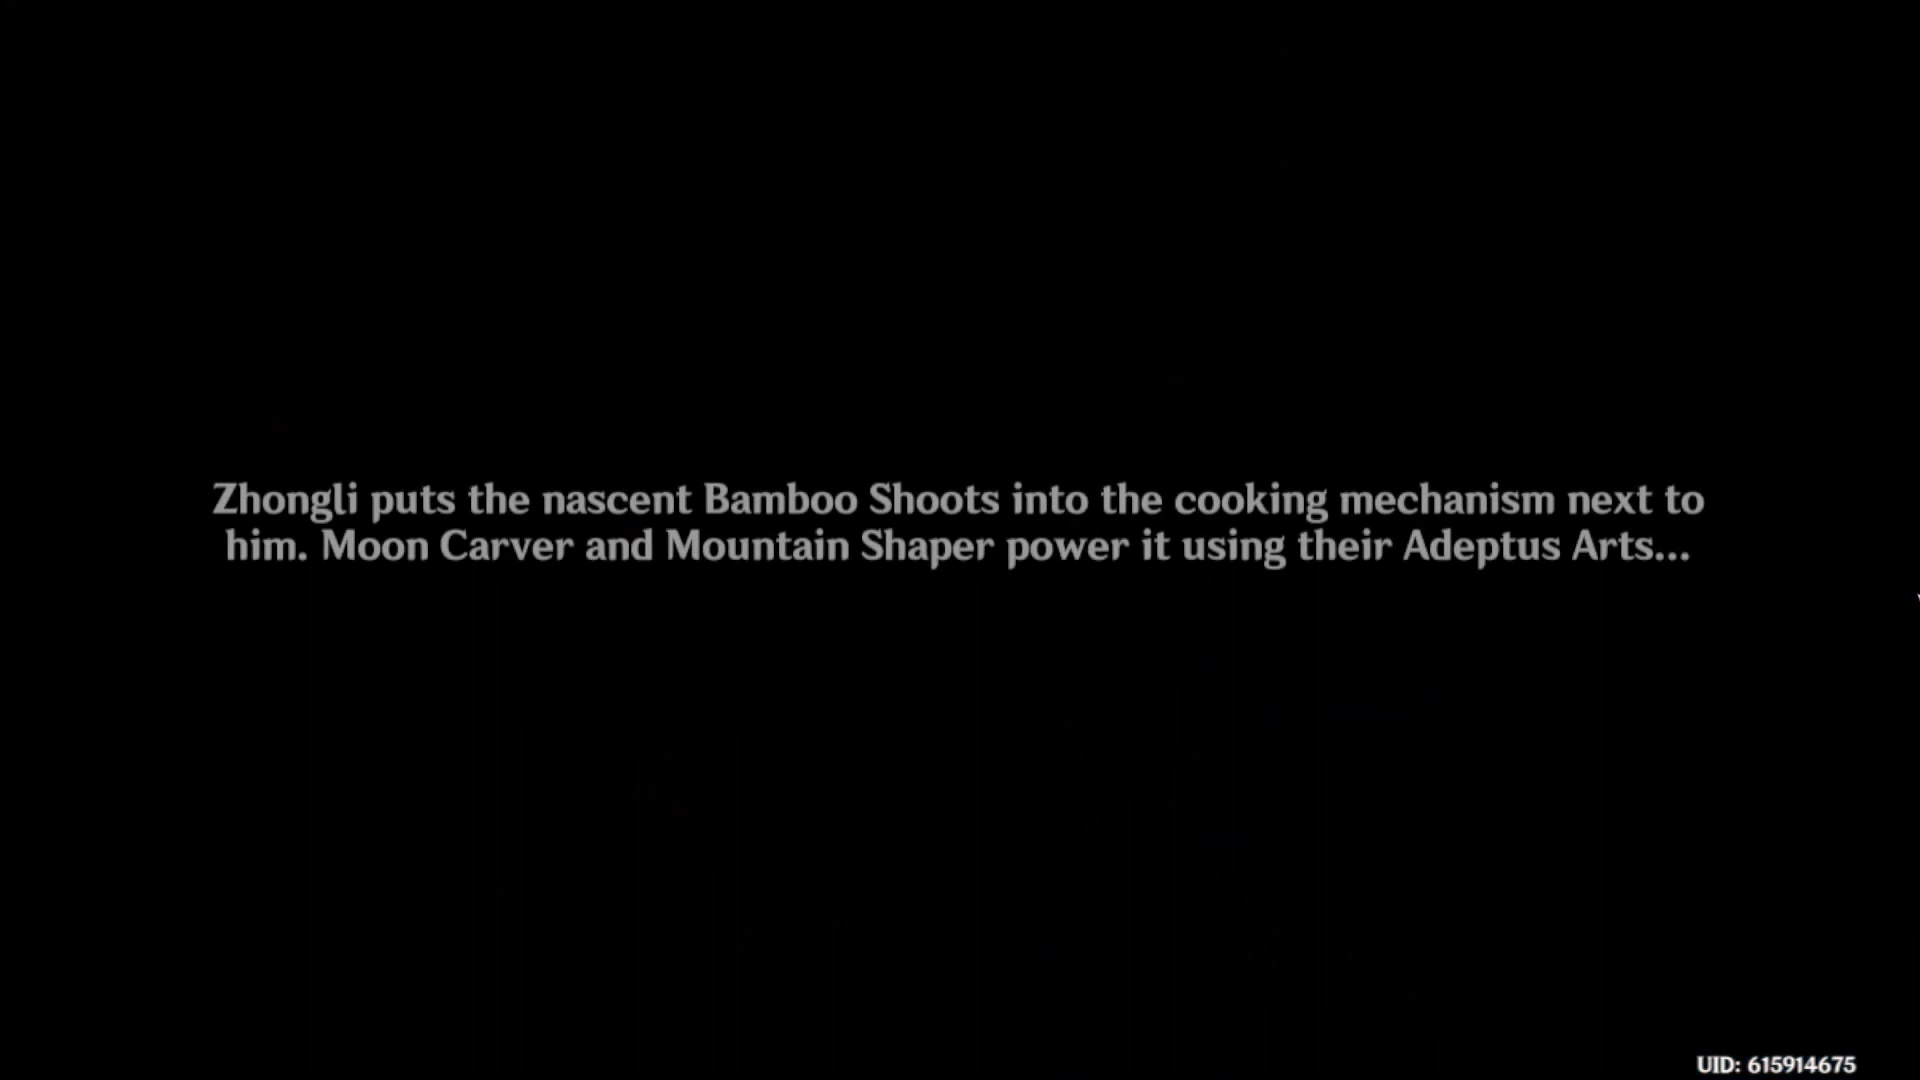 Zhongli puts the nascent Bamboo Shoots into the cooking mechanism next to
him. Moon Carver and Mountain Shaper power it using their Adeptus Arts...
UID: 615914675